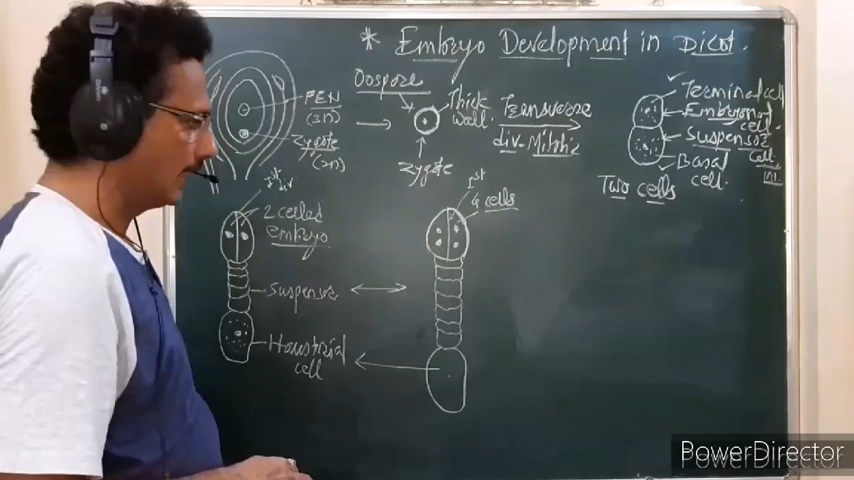 * Embryo Development in Dicot.
Oospore
PEN
(3n)
Zygote
(2n)
Thick
wall.
Zygote
Transverse
div-Mitotic
Terminal cell
Embryonal
cell.
Suspensor
Cell
Basal
cell.
Two cells
1st div
2 celled
embryo
Suspensor
Haustorial
cell
1st
4 cells
PowerDirector